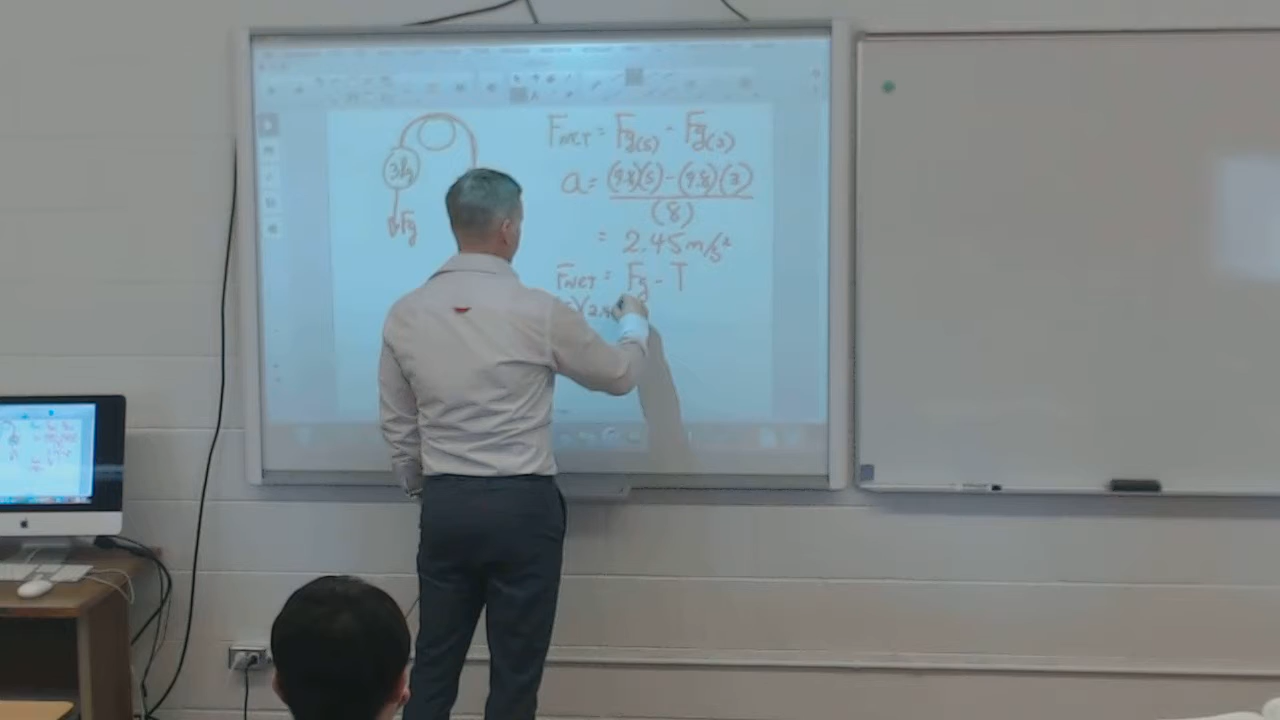 3kg
Fg
FNET = Fg(5) - Fg(3)
a = (9.8)(5) - (9.8)(3)
(8)
= 2.45 m/s²
FNET = Fg - T